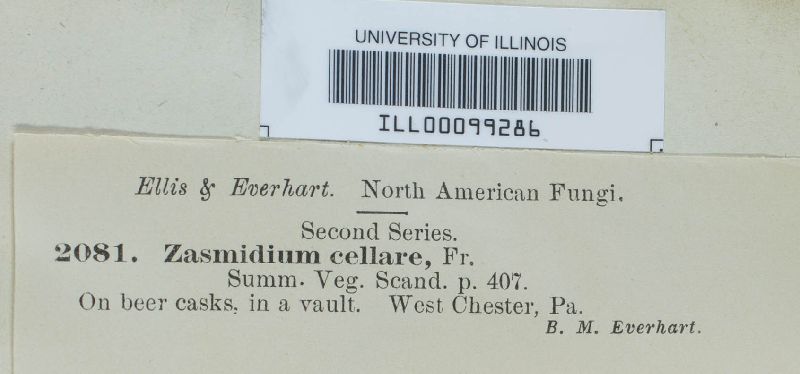 UNIVERSITY OF ILLINOIS
ILL00099286
Ellis & Everhart. North American Fungi.
Second Series.
2081. Zasmidium cellare, Fr.
Summ. Veg. Scand. p. 407.
On beer casks, in a vault. West Chester, Pa.
B. M. Everhart.